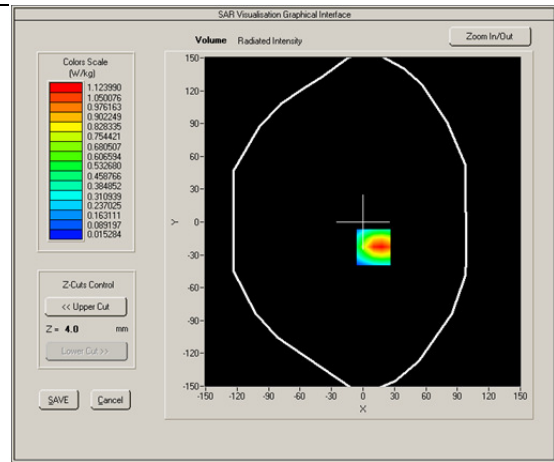 SAR Visualisation Graphical Interface
Volume Radiated Intensity
Zoom In/Out
Colors Scale
(W/kg)
1.123990
1.050076
0.976163
0.902249
0.828335
0.754421
0.680507
0.606594
0.532680
0.458766
0.384852
0.310939
0.237025
0.163111
0.089197
0.015284
Z-Cuts Control
<< Upper Cut
Z = 4.0 mm
Lower Cut >>
SAVE Cancel
150
120
90
60
30
0
-30
-60
-90
-120
-150
Y
-150 -120 -90 -60 -30 0 30 60 90 120 150
X